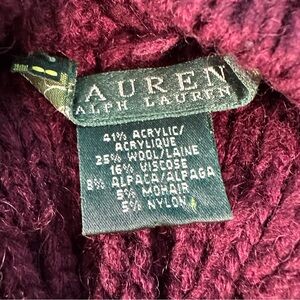 AUREN
ALPH LAUREN
41% ACRYLIC/
ACRYLIQUE
25% WOOL/LAINE
16% VISCOSE
8% ALPACA/ALPAGA
5% MOHAIR
5% NYLON